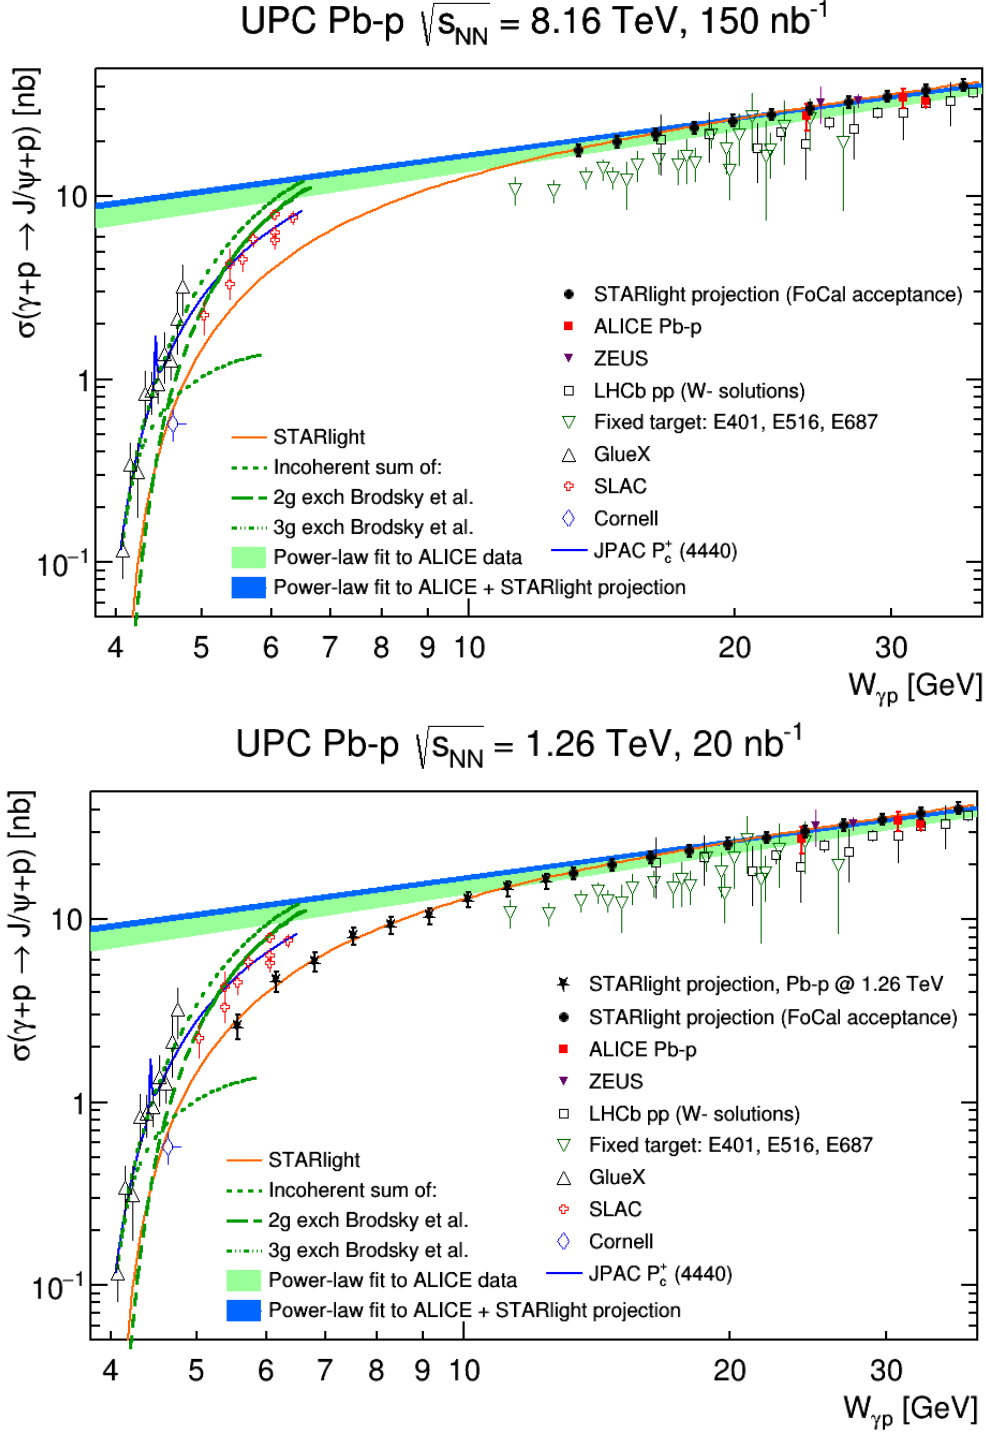 UPC Pb-p √s_NN = 8.16 TeV, 150 nb⁻¹
σ(γ+p → J/ψ+p) [nb]
10
1
10⁻¹
STARlight projection (FoCal acceptance)
ALICE Pb-p
ZEUS
LHCb pp (W- solutions)
Fixed target: E401, E516, E687
GlueX
SLAC
Cornell
JPAC P_c⁺ (4440)
STARlight
Incoherent sum of:
2g exch Brodsky et al.
3g exch Brodsky et al.
Power-law fit to ALICE data
Power-law fit to ALICE + STARlight projection
4 5 6 7 8 9 10 20 30
W_γp [GeV]
UPC Pb-p √s_NN = 1.26 TeV, 20 nb⁻¹
σ(γ+p → J/ψ+p) [nb]
10
1
10⁻¹
STARlight projection, Pb-p @ 1.26 TeV
STARlight projection (FoCal acceptance)
ALICE Pb-p
ZEUS
LHCb pp (W- solutions)
Fixed target: E401, E516, E687
GlueX
SLAC
Cornell
JPAC P_c⁺ (4440)
STARlight
Incoherent sum of:
2g exch Brodsky et al.
3g exch Brodsky et al.
Power-law fit to ALICE data
Power-law fit to ALICE + STARlight projection
4 5 6 7 8 9 10 20 30
W_γp [GeV]